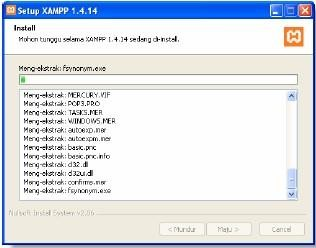 Setup XAMPP 1.4.14
Install
Mohon tunggu selama XAMPP 1.4.14 sedang di-install.
Meng-ekstrak: fsynonym.exe
Meng-ekstrak: MERCURY.VIF
Meng-ekstrak: POP3.PRO
Meng-ekstrak: TASKS.MER
Meng-ekstrak: WINDOWS.MER
Meng-ekstrak: autoexp.mer
Meng-ekstrak: autoexpm.mer
Meng-ekstrak: basic.pnc
Meng-ekstrak: basic.pnc.info
Meng-ekstrak: d32.dll
Meng-ekstrak: d32ui.dll
Meng-ekstrak: confirms.mer
Meng-ekstrak: fsynonym.exe
Nullsoft Install System v2.06
< Mundur
Maju >
Cancel